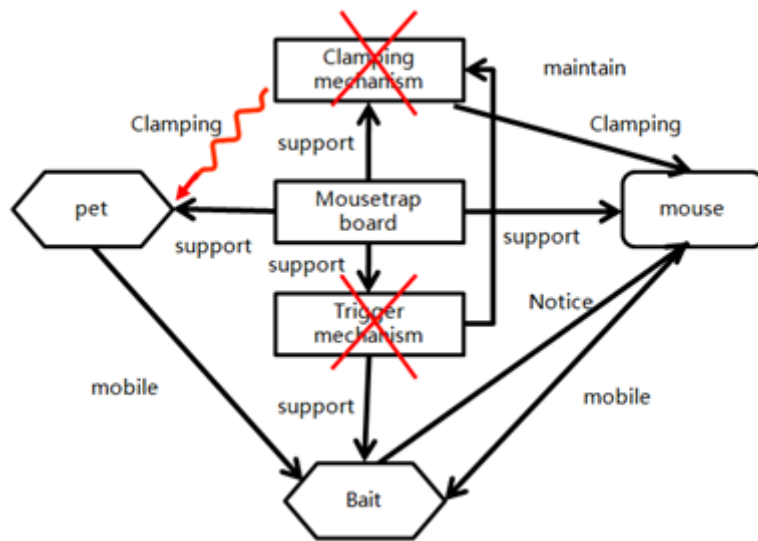 Clamping
mechanism
maintain
Clamping
Clamping
support
pet
Mousetrap
board
mouse
support
support
support
Trigger
mechanism
Notice
mobile
support
mobile
Bait